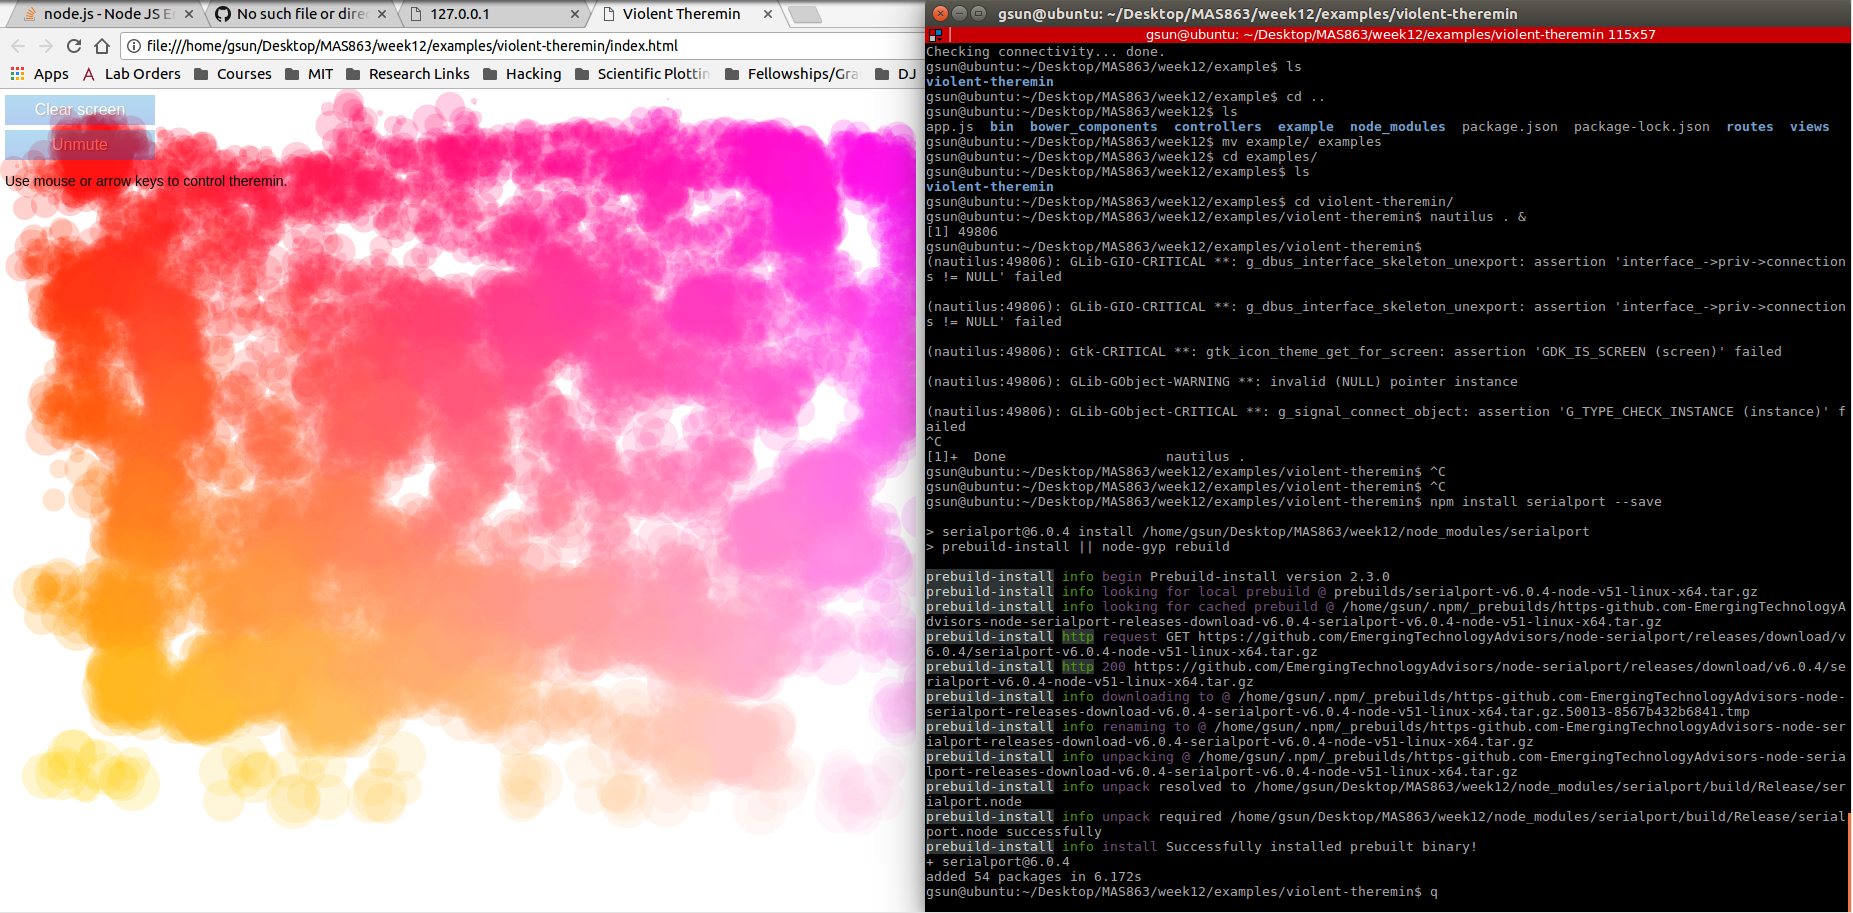 node.js - Node JS E
No such file or dire
127.0.0.1
Violent Theremin
file:///home/gsun/Desktop/MAS863/week12/examples/violent-theremin/index.html
Apps
Lab Orders
Courses
MIT
Research Links
Hacking
Scientific Plottin
Fellowships/Gra
DJ
Clear screen
Unmute
Use mouse or arrow keys to control theremin.
gsun@ubuntu: ~/Desktop/MAS863/week12/examples/violent-theremin
gsun@ubuntu: ~/Desktop/MAS863/week12/examples/violent-theremin 115x57
Checking connectivity... done.
gsun@ubuntu:~/Desktop/MAS863/week12/example$ ls
violent-theremin
gsun@ubuntu:~/Desktop/MAS863/week12/example$ cd ..
gsun@ubuntu:~/Desktop/MAS863/week12$ ls
app.js  bin  bower_components  controllers  example  node_modules  package.json  package-lock.json  routes  views
gsun@ubuntu:~/Desktop/MAS863/week12$ mv example/ examples
gsun@ubuntu:~/Desktop/MAS863/week12$ cd examples/
gsun@ubuntu:~/Desktop/MAS863/week12/examples$ ls
violent-theremin
gsun@ubuntu:~/Desktop/MAS863/week12/examples$ cd violent-theremin/
gsun@ubuntu:~/Desktop/MAS863/week12/examples/violent-theremin$ nautilus . &
[1] 49806
gsun@ubuntu:~/Desktop/MAS863/week12/examples/violent-theremin$
(nautilus:49806): GLib-GIO-CRITICAL **: g_dbus_interface_skeleton_unexport: assertion 'interface_->priv->connection
s != NULL' failed
(nautilus:49806): GLib-GIO-CRITICAL **: g_dbus_interface_skeleton_unexport: assertion 'interface_->priv->connection
s != NULL' failed
(nautilus:49806): Gtk-CRITICAL **: gtk_icon_theme_get_for_screen: assertion 'GDK_IS_SCREEN (screen)' failed
(nautilus:49806): GLib-GObject-WARNING **: invalid (NULL) pointer instance
(nautilus:49806): GLib-GObject-CRITICAL **: g_signal_connect_object: assertion 'G_TYPE_CHECK_INSTANCE (instance)' f
ailed
^C
[1]+  Done                    nautilus .
gsun@ubuntu:~/Desktop/MAS863/week12/examples/violent-theremin$ ^C
gsun@ubuntu:~/Desktop/MAS863/week12/examples/violent-theremin$ ^C
gsun@ubuntu:~/Desktop/MAS863/week12/examples/violent-theremin$ npm install serialport --save
> serialport@6.0.4 install /home/gsun/Desktop/MAS863/week12/node_modules/serialport
> prebuild-install || node-gyp rebuild
prebuild-install info begin Prebuild-install version 2.3.0
prebuild-install info looking for local prebuild @ prebuilds/serialport-v6.0.4-node-v51-linux-x64.tar.gz
prebuild-install info looking for cached prebuild @ /home/gsun/.npm/_prebuilds/https-github.com-EmergingTechnologyA
dvisors-node-serialport-releases-download-v6.0.4-serialport-v6.0.4-node-v51-linux-x64.tar.gz
prebuild-install http request GET https://github.com/EmergingTechnologyAdvisors/node-serialport/releases/download/v
6.0.4/serialport-v6.0.4-node-v51-linux-x64.tar.gz
prebuild-install http 200 https://github.com/EmergingTechnologyAdvisors/node-serialport/releases/download/v6.0.4/se
rialport-v6.0.4-node-v51-linux-x64.tar.gz
prebuild-install info downloading to @ /home/gsun/.npm/_prebuilds/https-github.com-EmergingTechnologyAdvisors-node-
serialport-releases-download-v6.0.4-serialport-v6.0.4-node-v51-linux-x64.tar.gz.50013-8567b432b6841.tmp
prebuild-install info renaming to @ /home/gsun/.npm/_prebuilds/https-github.com-EmergingTechnologyAdvisors-node-ser
ialport-releases-download-v6.0.4-serialport-v6.0.4-node-v51-linux-x64.tar.gz
prebuild-install info unpacking @ /home/gsun/.npm/_prebuilds/https-github.com-EmergingTechnologyAdvisors-node-seria
lport-releases-download-v6.0.4-serialport-v6.0.4-node-v51-linux-x64.tar.gz
prebuild-install info unpack resolved to /home/gsun/Desktop/MAS863/week12/node_modules/serialport/build/Release/ser
ialport.node
prebuild-install info unpack required /home/gsun/Desktop/MAS863/week12/node_modules/serialport/build/Release/serial
port.node successfully
prebuild-install info install Successfully installed prebuilt binary!
+ serialport@6.0.4
added 54 packages in 6.172s
gsun@ubuntu:~/Desktop/MAS863/week12/examples/violent-theremin$ q